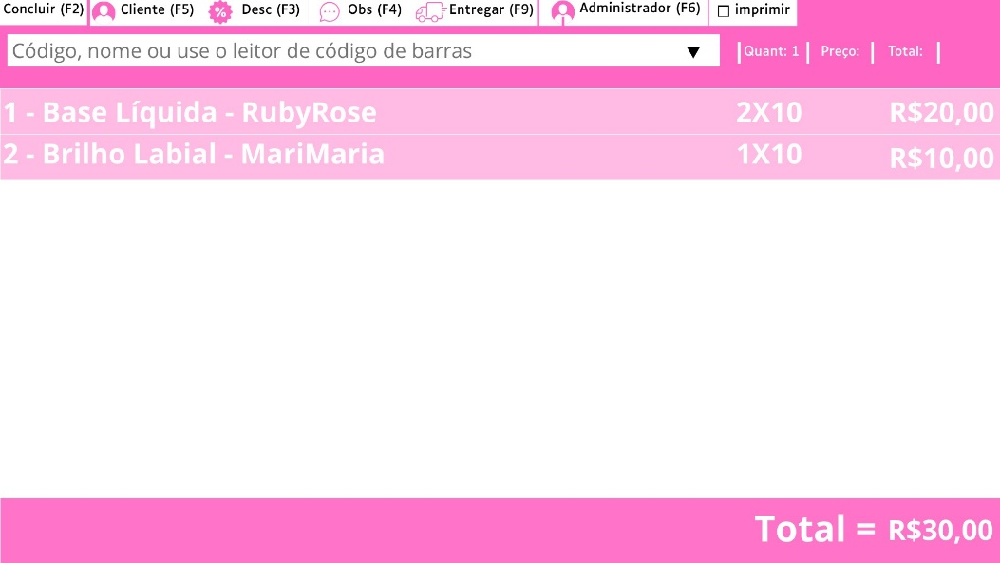 Concluir (F2) Cliente (F5) % Desc (F3) Obs (F4) Entregar (F9) Administrador (F6) imprimir
Código, nome ou use o leitor de código de barras Quant: 1 Preço: Total:
1 - Base Líquida - RubyRose 2X10 R$20,00
2 - Brilho Labial - MariMaria 1X10 R$10,00
Total = R$30,00